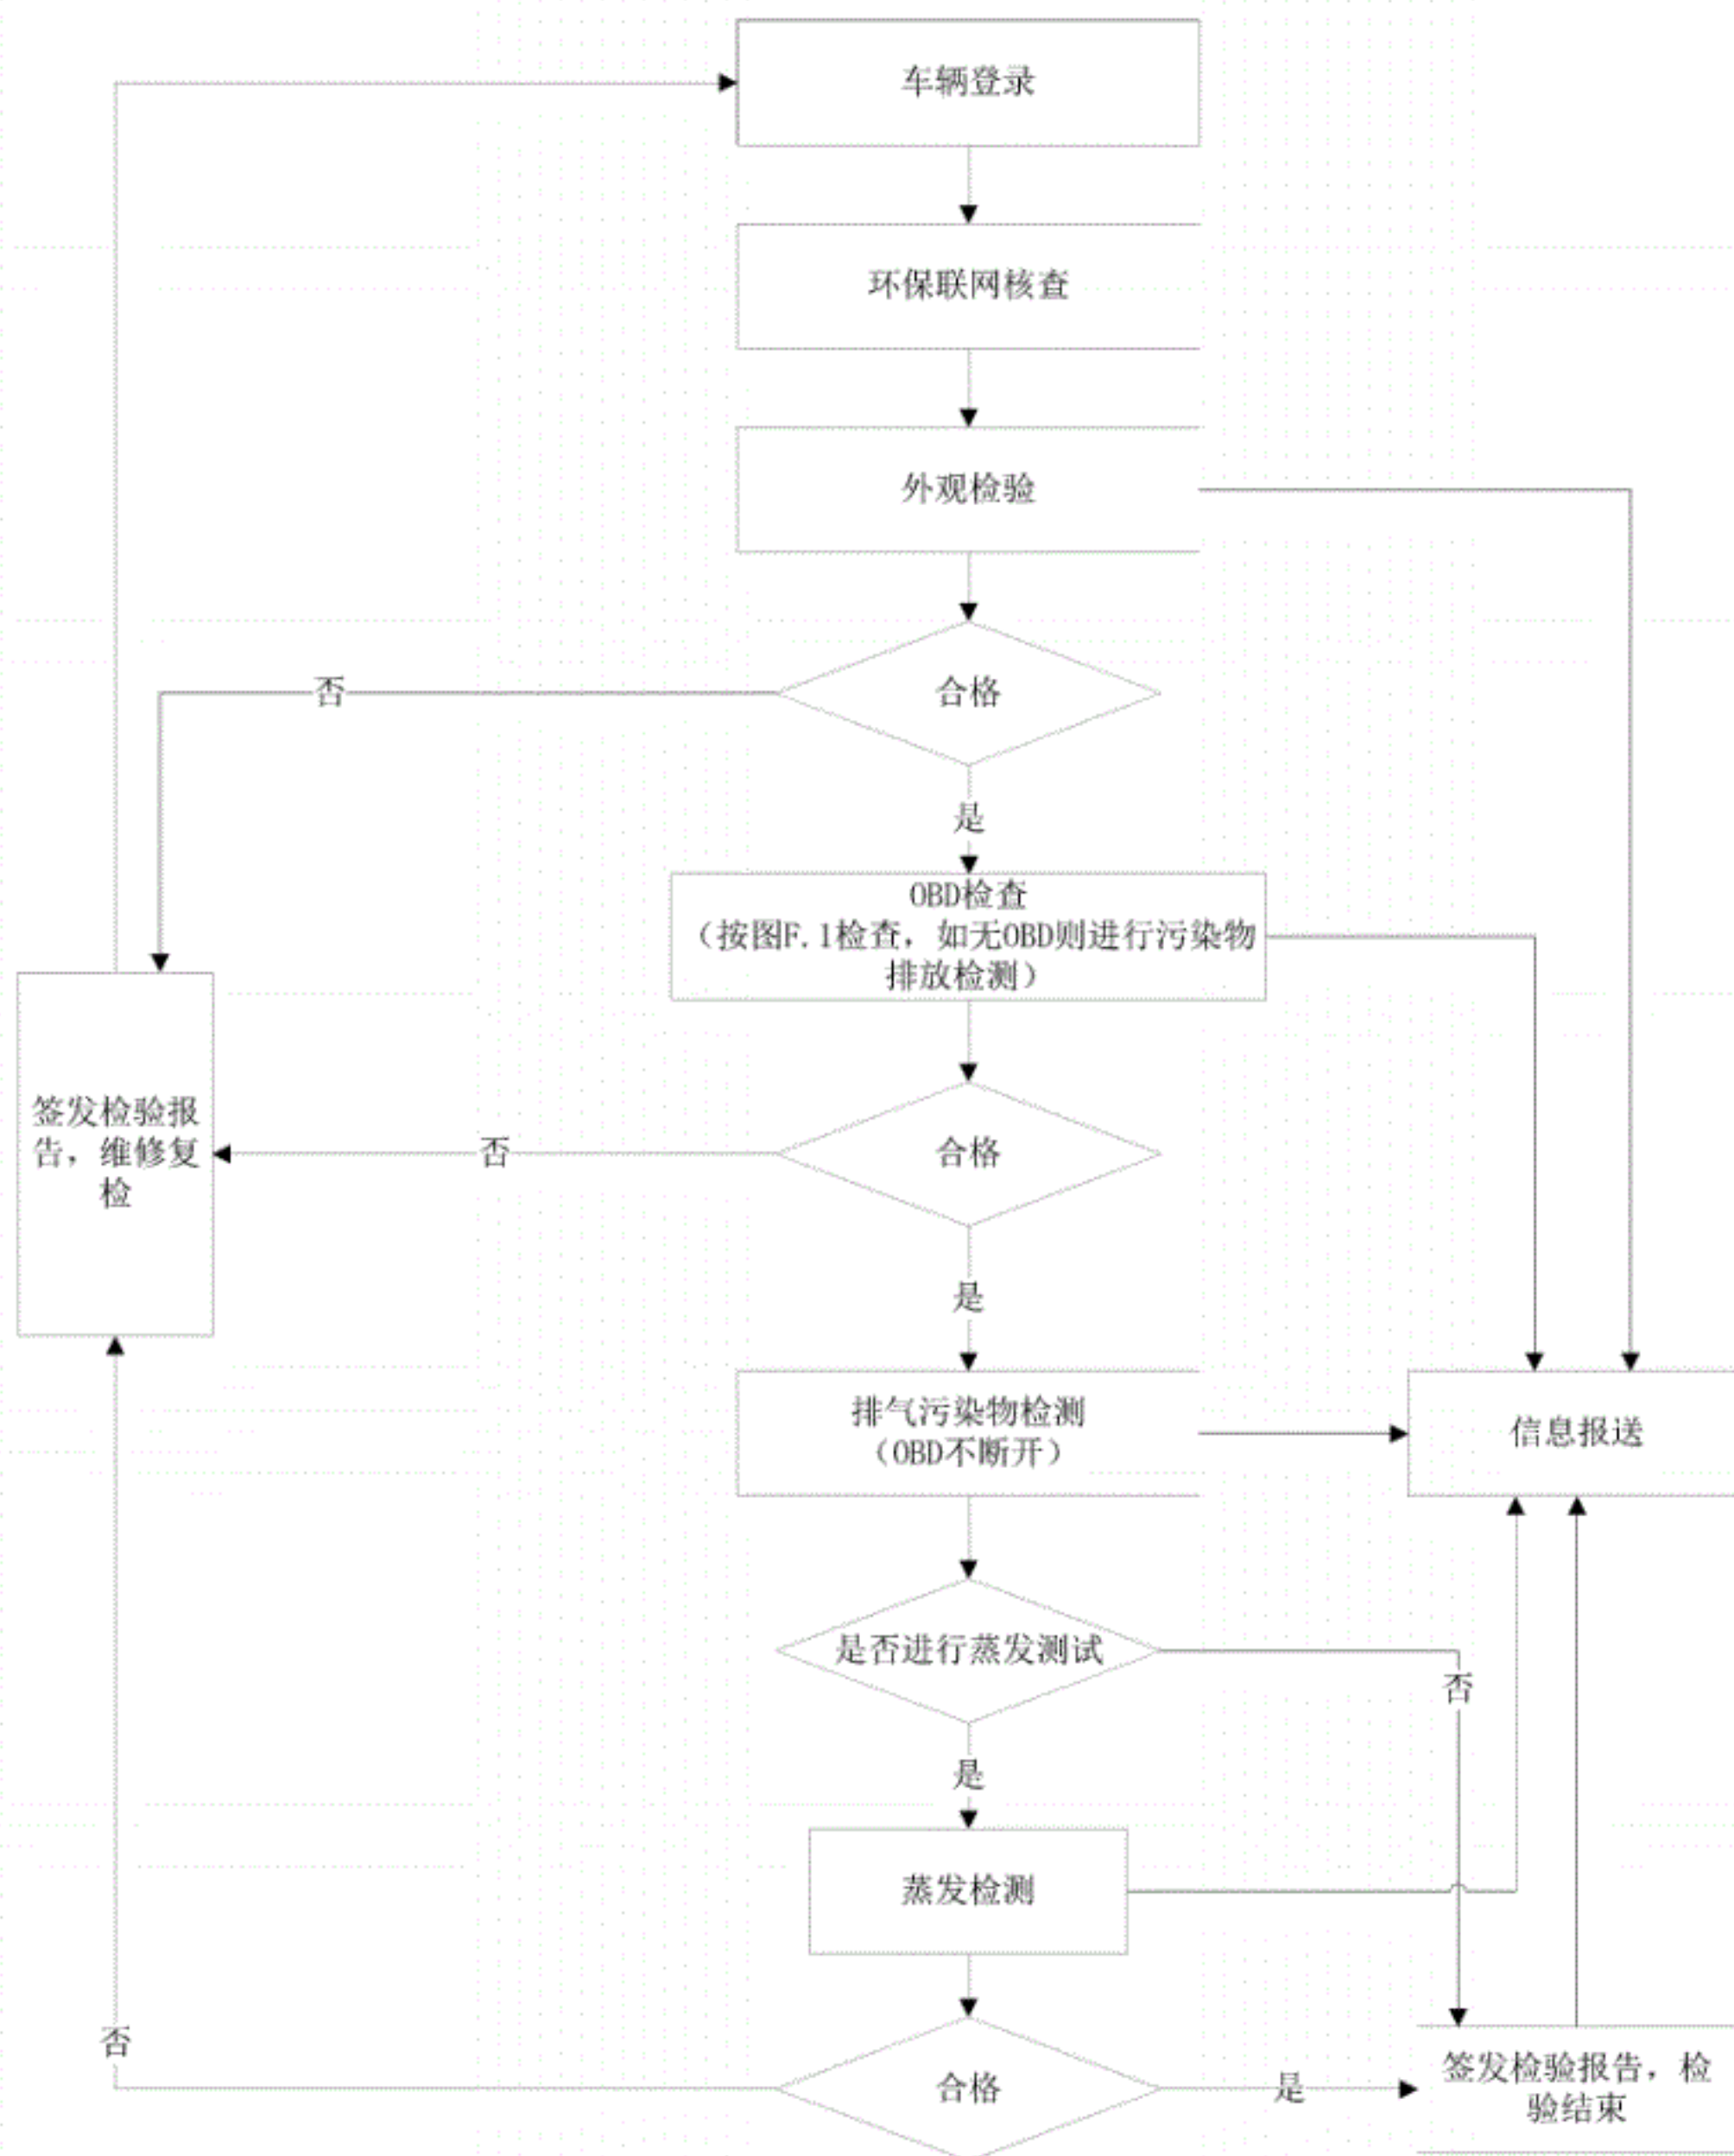 车辆登录
环保联网核查
外观检验
合格
否
是
OBD检查
（按图F.1检查，如无OBD则进行污染物
排放检测）
签发检验报
告，维修复
检
否
合格
是
排气污染物检测
（OBD不断开）
信息报送
是否进行蒸发测试
否
是
蒸发检测
否
合格
是
签发检验报告，检
验结束